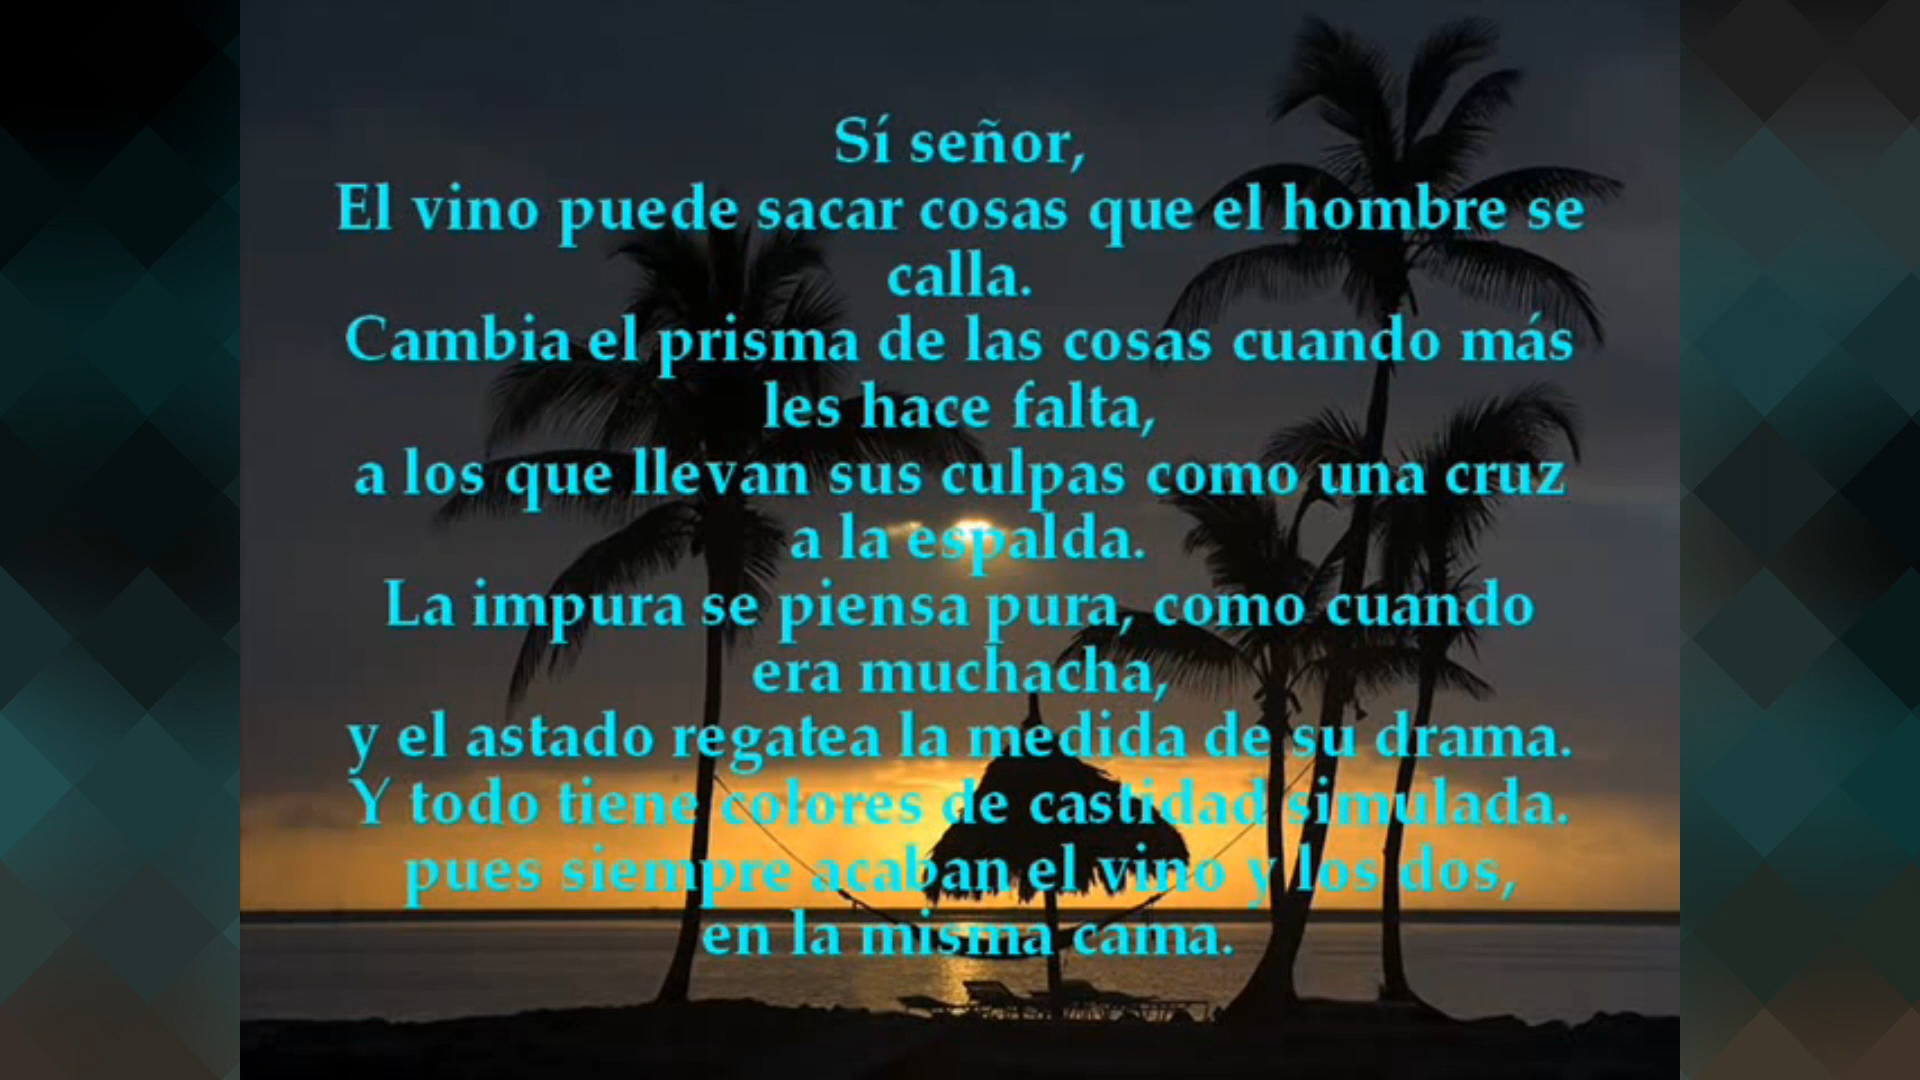 Sí señor,
El vino puede sacar cosas que el hombre se
calla.
Cambia el prisma de las cosas cuando más
les hace falta,
a los que llevan sus culpas como una cruz
a la espalda.
La impura se piensa pura, como cuando
era muchacha,
y el astado regatea la medida de su drama.
Y todo tiene colores de castidad simulada.
pues siempre acaban el vino y los dos,
en la misma cama.